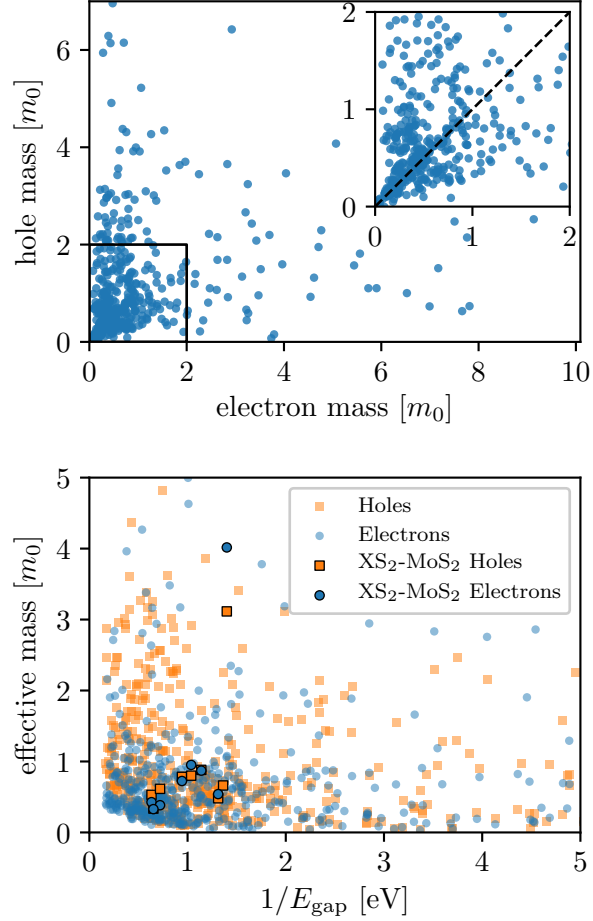 6
4
2
0
hole mass [m₀]
2
1
0
0 1 2
0 2 4 6 8 10
electron mass [m₀]
5
4
3
2
1
0
effective mass [m₀]
Holes
Electrons
XS₂-MoS₂ Holes
XS₂-MoS₂ Electrons
0 1 2 3 4 5
1/E_gap [eV]